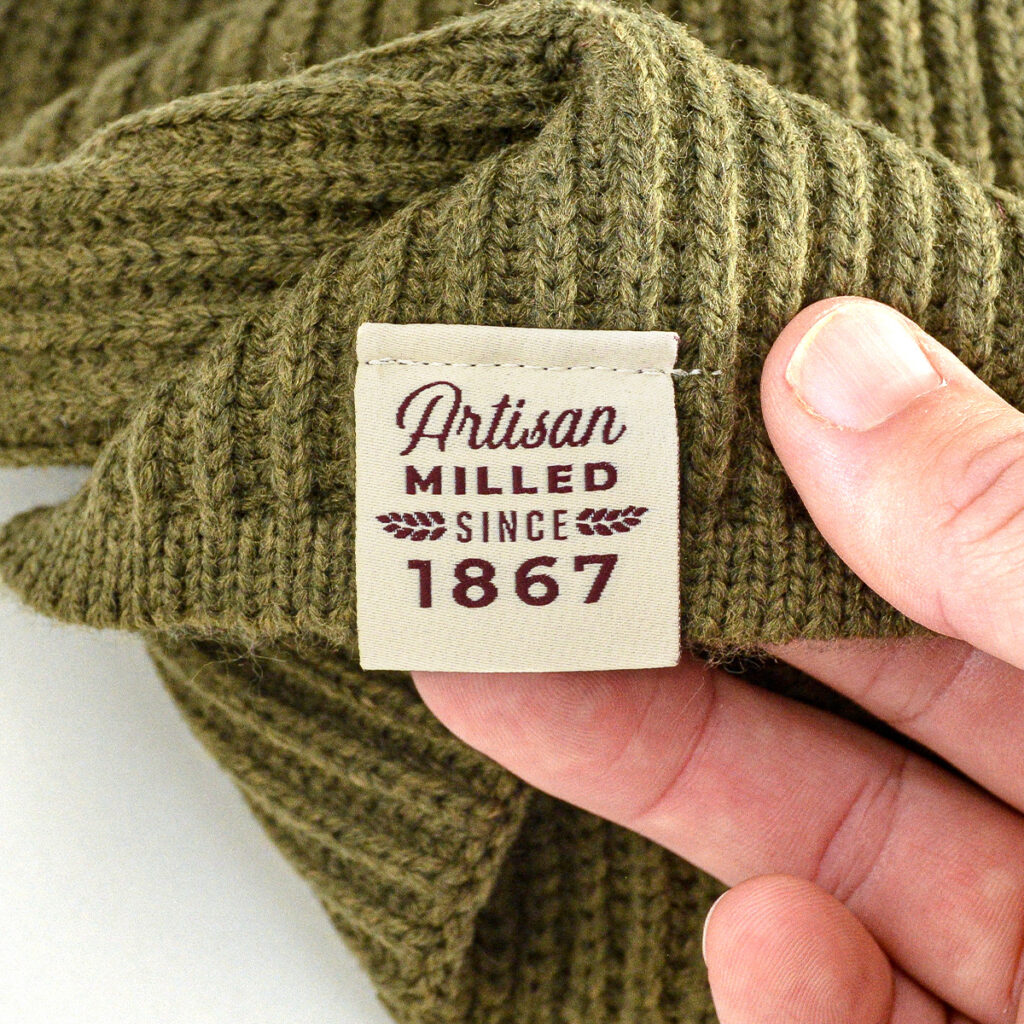 Artisan
MILLED
SINCE
1867